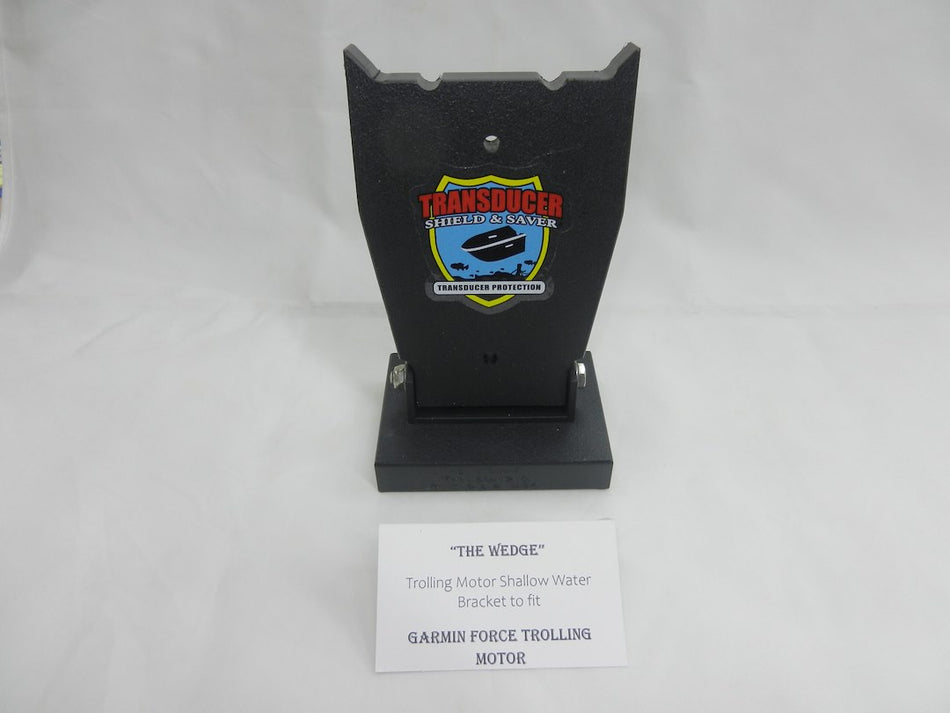 TRANSDUCER
SHIELD & SAVER
TRANSDUCER PROTECTION
“THE WEDGE”
Trolling Motor Shallow Water
Bracket to fit
GARMIN FORCE TROLLING
MOTOR